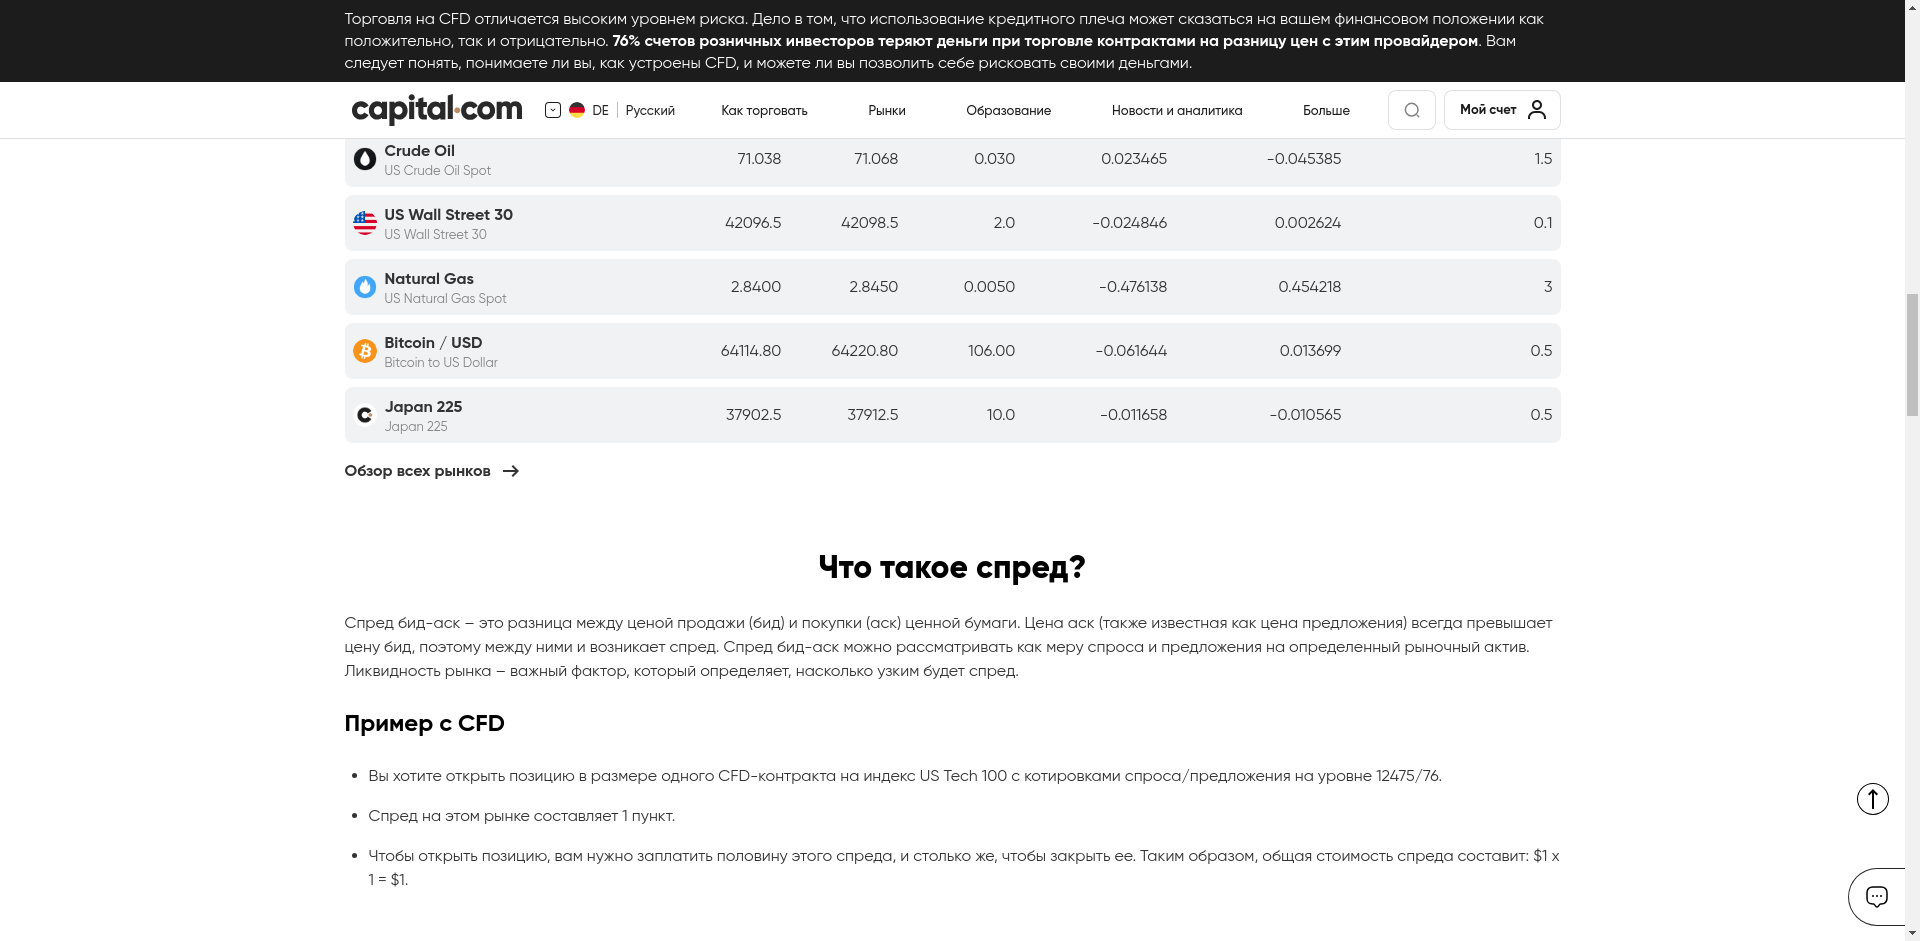 Торговля на CFD отличается высоким уровнем риска. Дело в том, что использование кредитного плеча может сказаться на вашем финансовом положении как
положительно, так и отрицательно. 76% счетов розничных инвесторов теряют деньги при торговле контрактами на разницу цен с этим провайдером. Вам
следует понять, понимаете ли вы, как устроены CFD, и можете ли вы позволить себе рисковать своими деньгами.
capital.com DE Русский Как торговать Рынки Образование Новости и аналитика Больше Мой счет
Crude Oil 71.038 71.068 0.030 0.023465 -0.045385 1.5
US Crude Oil Spot
US Wall Street 30 42096.5 42098.5 2.0 -0.024846 0.002624 0.1
US Wall Street 30
Natural Gas 2.8400 2.8450 0.0050 -0.476138 0.454218 3
US Natural Gas Spot
Bitcoin / USD 64114.80 64220.80 106.00 -0.061644 0.013699 0.5
Bitcoin to US Dollar
Japan 225 37902.5 37912.5 10.0 -0.011658 -0.010565 0.5
Japan 225
Обзор всех рынков
Что такое спред?
Спред бид-аск – это разница между ценой продажи (бид) и покупки (аск) ценной бумаги. Цена аск (также известная как цена предложения) всегда превышает
цену бид, поэтому между ними и возникает спред. Спред бид-аск можно рассматривать как меру спроса и предложения на определенный рыночный актив.
Ликвидность рынка – важный фактор, который определяет, насколько узким будет спред.
Пример с CFD
• Вы хотите открыть позицию в размере одного CFD-контракта на индекс US Tech 100 с котировками спроса/предложения на уровне 12475/76.
• Спред на этом рынке составляет 1 пункт.
• Чтобы открыть позицию, вам нужно заплатить половину этого спреда, и столько же, чтобы закрыть ее. Таким образом, общая стоимость спреда составит: $1 x
1 = $1.